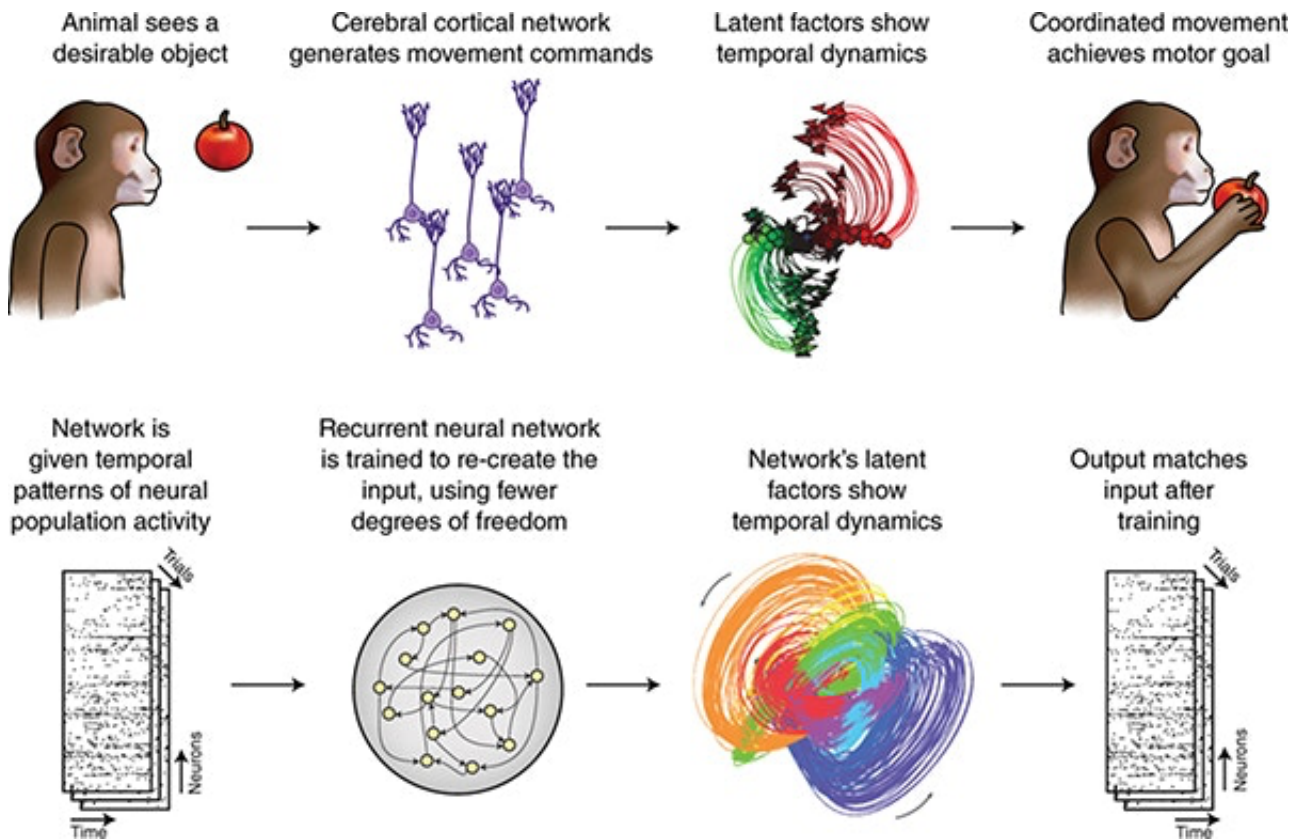 Animal sees a
desirable object
Cerebral cortical network
generates movement commands
Latent factors show
temporal dynamics
Coordinated movement
achieves motor goal
Network is
given temporal
patterns of neural
population activity
Recurrent neural network
is trained to re-create the
input, using fewer
degrees of freedom
Network's latent
factors show
temporal dynamics
Output matches
input after
training
Trials
Neurons
Time
Trials
Neurons
Time